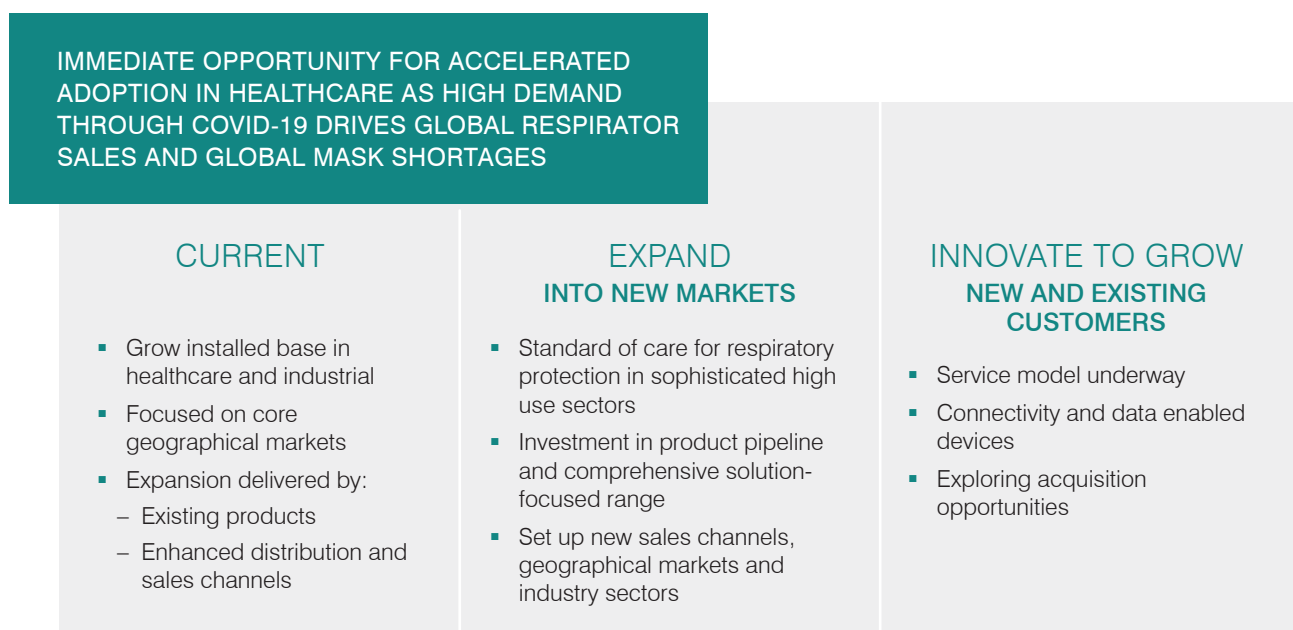 IMMEDIATE OPPORTUNITY FOR ACCELERATED
ADOPTION IN HEALTHCARE AS HIGH DEMAND
THROUGH COVID-19 DRIVES GLOBAL RESPIRATOR
SALES AND GLOBAL MASK SHORTAGES
CURRENT
▪ Grow installed base in
healthcare and industrial
▪ Focused on core
geographical markets
▪ Expansion delivered by:
– Existing products
– Enhanced distribution and
sales channels
EXPAND
INTO NEW MARKETS
▪ Standard of care for respiratory
protection in sophisticated high
use sectors
▪ Investment in product pipeline
and comprehensive solution-
focused range
▪ Set up new sales channels,
geographical markets and
industry sectors
INNOVATE TO GROW
NEW AND EXISTING
CUSTOMERS
▪ Service model underway
▪ Connectivity and data enabled
devices
▪ Exploring acquisition
opportunities